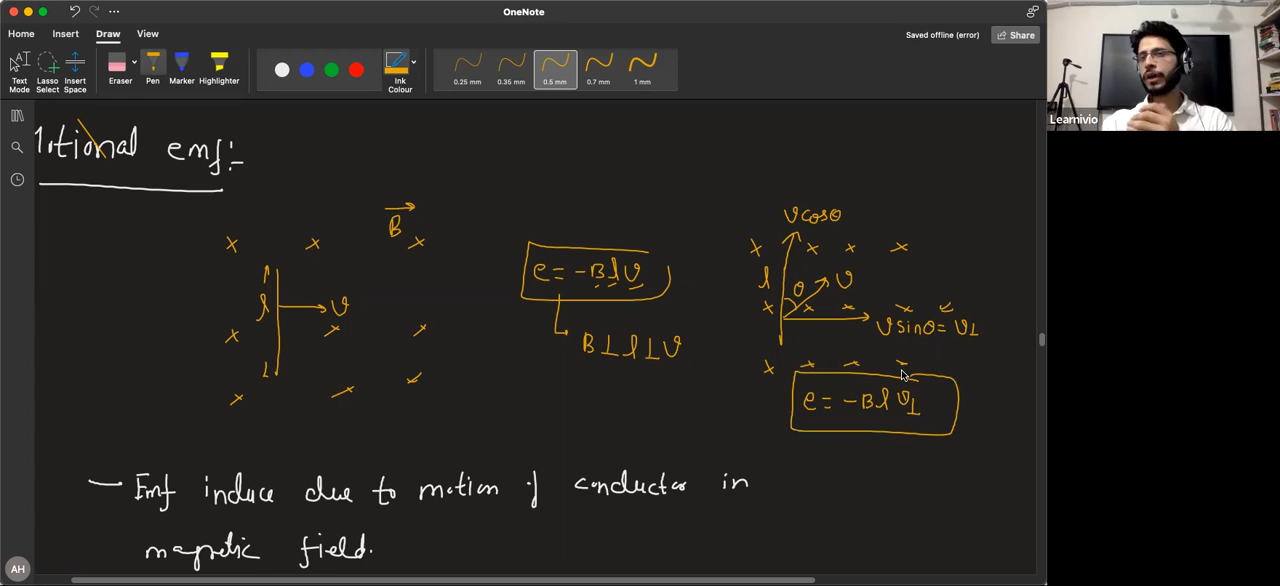 OneNote
Home Insert Draw View
Saved offline (error) Share
Text Mode Lasso Select Insert Space Eraser Pen Marker Highlighter Ink Colour 0.25 mm 0.35 mm 0.5 mm 0.7 mm 1 mm
Learnivio
Motional emf:-
B
x x x
l v
x x x
x x x
e = -Blv
B⊥l⊥v
v cosθ
x x x x
l θ v
x x x x x
v sinθ = v⊥
x x x x
e = -Bl v⊥
— Emf induce due to motion of conductor in
magnetic field.
AH